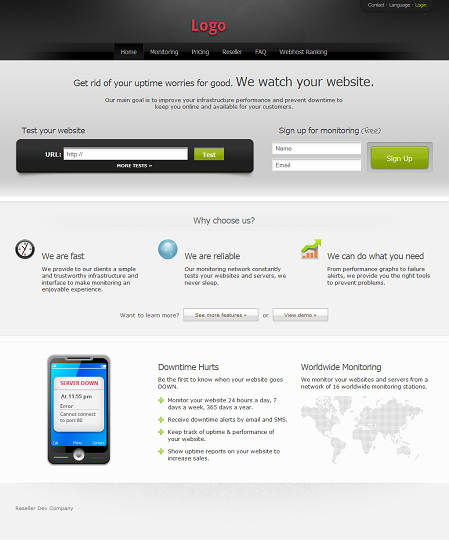 Contact - Language - Login
Logo
Home Monitoring Pricing Reseller FAQ Webhost Ranking
Get rid of your uptime worries for good. We watch your website.
Our main goal is to improve your infrastructure performance and prevent downtime to
keep you online and available for your customers.
Test your website
URL: http:// Test
MORE TESTS »
Sign up for monitoring (free)
Name
Email
Sign Up
Why choose us?
We are fast
We provide to our clients a simple
and trustworthy infrastructure and
interface to make monitoring an
enjoyable experience.
We are reliable
Our monitoring network constantly
tests your websites and servers, we
never sleep.
We can do what you need
From performance graphs to failure
alerts, we provide you the right tools
to prevent problems.
Want to learn more? See more features » or View demo »
SERVER DOWN
At 11:55 pm
Error
Cannot connect
to port 80
Call Menu
Downtime Hurts
Be the first to know when your website goes
DOWN.
Monitor your website 24 hours a day, 7
days a week, 365 days a year.
Receive downtime alerts by email and SMS.
Keep track of uptime & performance of
your website.
Show uptime reports on your website to
increase sales.
Worldwide Monitoring
We monitor your websites and servers from a
network of 16 worldwide monitoring stations.
Reseller Dev Company